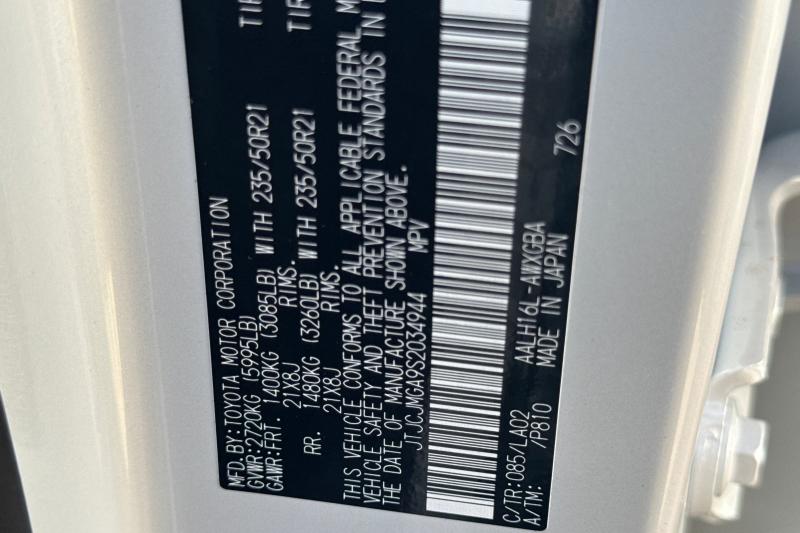 MFD. BY: TOYOTA MOTOR CORPORATION
GVWR: 2720KG (5995LB)
GAWR: FRT. 1400KG (3085LB) WITH 235/50R21 TIR
21X8J RIMS.
RR. 1480KG (3260LB) WITH 235/50R21 TIR
21X8J RIMS.
THIS VEHICLE CONFORMS TO ALL APPLICABLE FEDERAL M
VEHICLE SAFETY AND THEFT PREVENTION STANDARDS IN
THE DATE OF MANUFACTURE SHOWN ABOVE.
JTJCJMGA9S2034944 MPV
C/TR: 085/LA02 AALH16L-AWXGBA
A/TM: /P810 MADE IN JAPAN 726